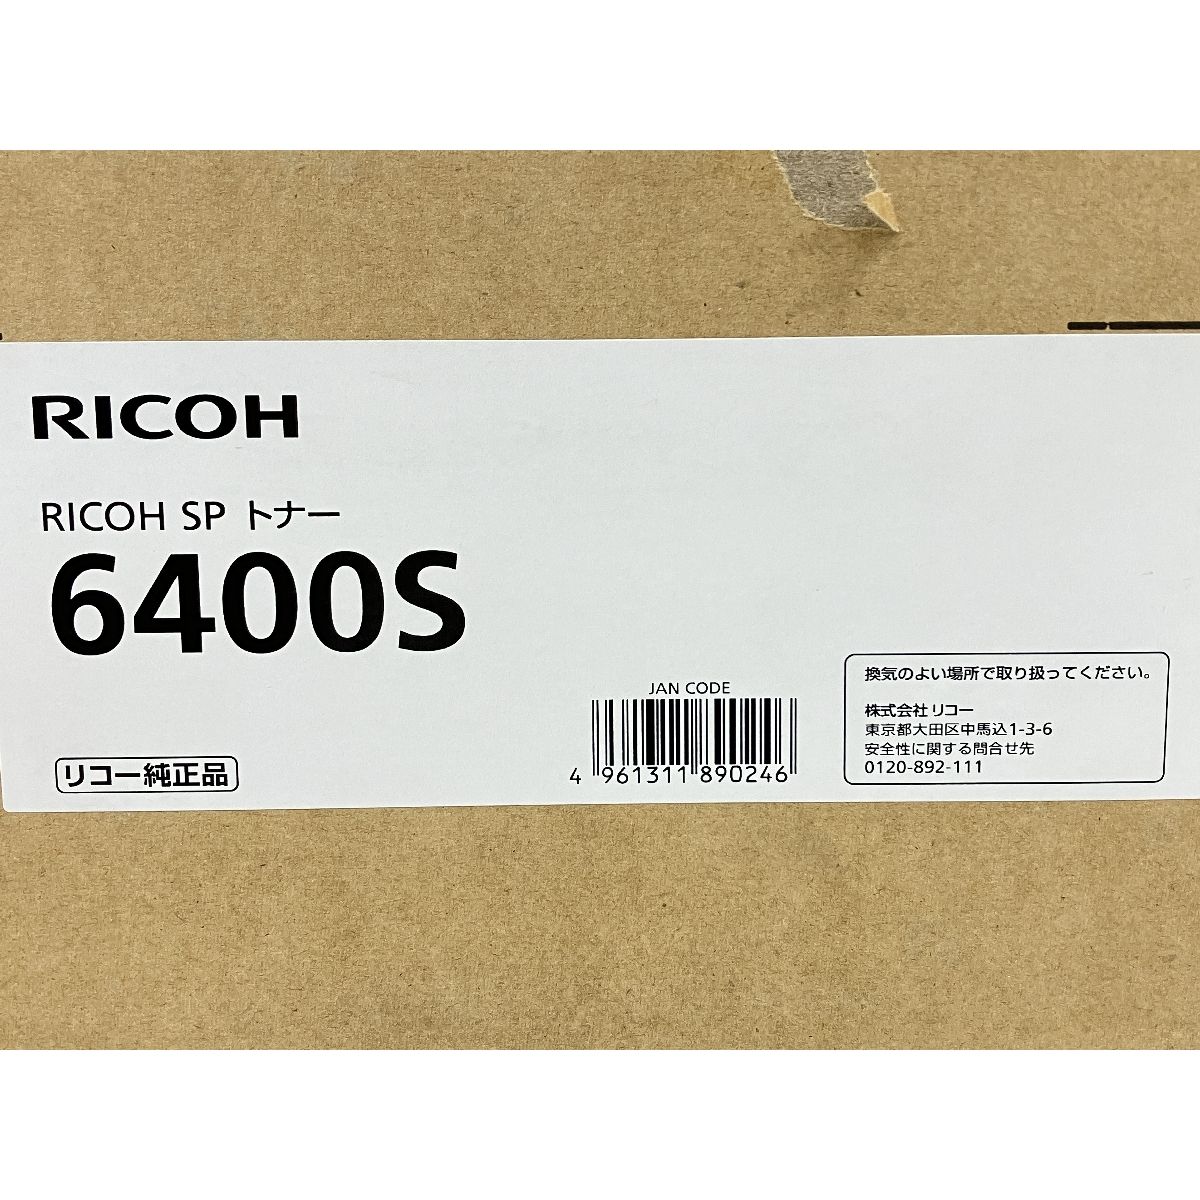 RICOH
RICOH SP トナー
6400S
リコー純正品
JAN CODE
4 961311 890246
換気のよい場所で取り扱ってください。
株式会社リコー
東京都大田区中馬込1-3-6
安全性に関する問合せ先
0120-892-111